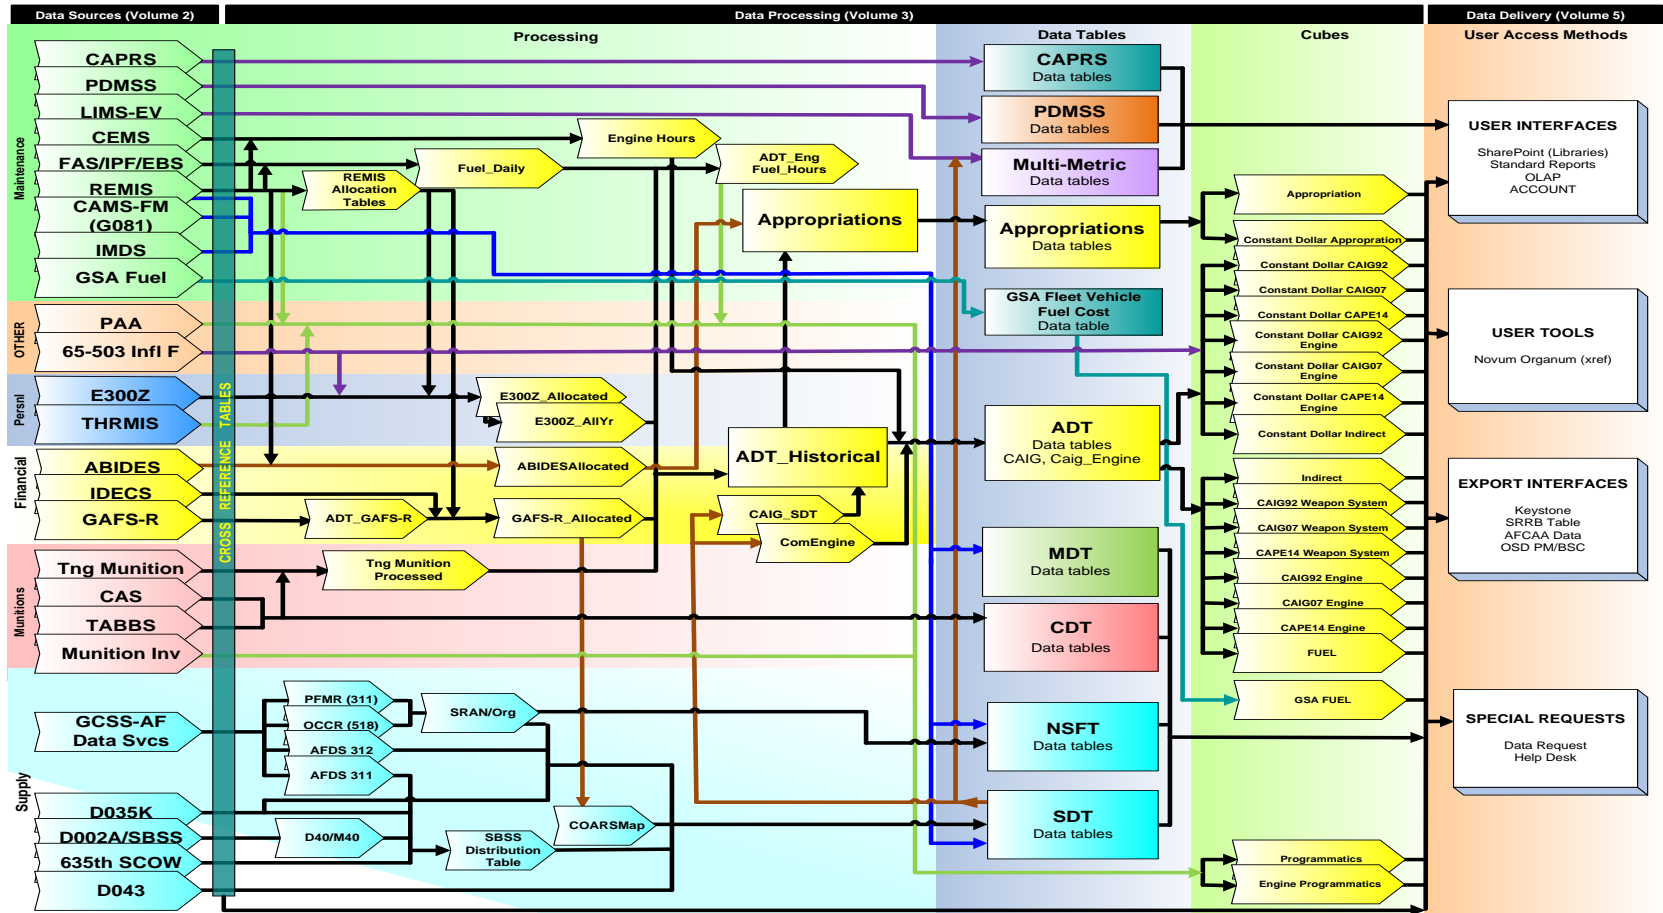 Data Sources (Volume 2)
Data Processing (Volume 3)
Data Delivery (Volume 5)
Processing
Data Tables
Cubes
User Access Methods
Maintenance
CAPRS
PDMSS
LIMS-EV
CEMS
FAS/IPF/EBS
REMIS
CAMS-FM
(G081)
IMDS
GSA Fuel
OTHER
PAA
65-503 Infl F
Persnl
E300Z
THRMIS
Financial
ABIDES
IDECS
GAFS-R
Munitions
Tng Munition
CAS
TABBS
Munition Inv
Supply
GCSS-AF
Data Svcs
D035K
D002A/SBSS
635th SCOW
D043
CROSS REFERENCE TABLES
Engine Hours
Fuel_Daily
ADT_Eng
Fuel_Hours
REMIS
Allocation
Tables
Appropriations
E300Z_Allocated
E300Z_AllYr
ABIDESAllocated
ADT_Historical
ADT_GAFS-R
GAFS-R_Allocated
CAIG_SDT
ComEngine
Tng Munition
Processed
PFMR (311)
OCCR (518)
AFDS 312
AFDS 311
SRAN/Org
D40/M40
SBSS
Distribution
Table
COARSMap
CAPRS
Data tables
PDMSS
Data tables
Multi-Metric
Data tables
Appropriations
Data tables
GSA Fleet Vehicle
Fuel Cost
Data table
ADT
Data tables
CAIG, Caig_Engine
MDT
Data tables
CDT
Data tables
NSFT
Data tables
SDT
Data tables
Appropriation
Constant Dollar Appropration
Constant Dollar CAIG92
Constant Dollar CAIG07
Constant Dollar CAPE14
Constant Dollar CAIG92
Engine
Constant Dollar CAIG07
Engine
Constant Dollar CAPE14
Engine
Constant Dollar Indirect
Indirect
CAIG92 Weapon System
CAIG07 Weapon System
CAPE14 Weapon System
CAIG92 Engine
CAIG07 Engine
CAPE14 Engine
FUEL
GSA FUEL
Programmatics
Engine Programmatics
USER INTERFACES
SharePoint (Libraries)
Standard Reports
OLAP
ACCOUNT
USER TOOLS
Novum Organum (xref)
EXPORT INTERFACES
Keystone
SRRB Table
AFCAA Data
OSD PM/BSC
SPECIAL REQUESTS
Data Request
Help Desk